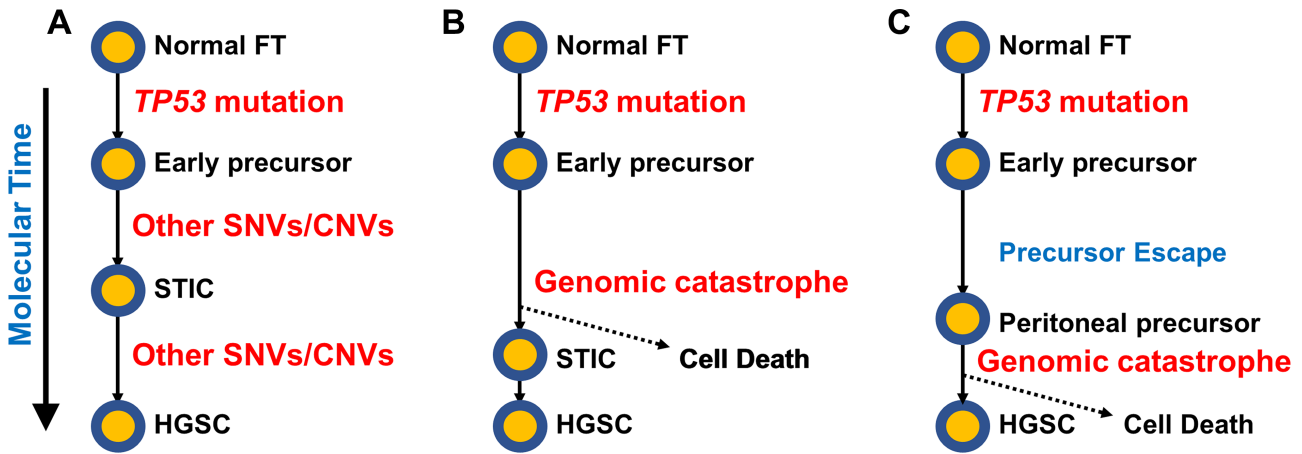 A
Normal FT
TP53 mutation
Early precursor
Other SNVs/CNVs
STIC
Other SNVs/CNVs
HGSC
Molecular Time
B
Normal FT
TP53 mutation
Early precursor
Genomic catastrophe
STIC
Cell Death
HGSC
C
Normal FT
TP53 mutation
Early precursor
Precursor Escape
Peritoneal precursor
Genomic catastrophe
HGSC
Cell Death